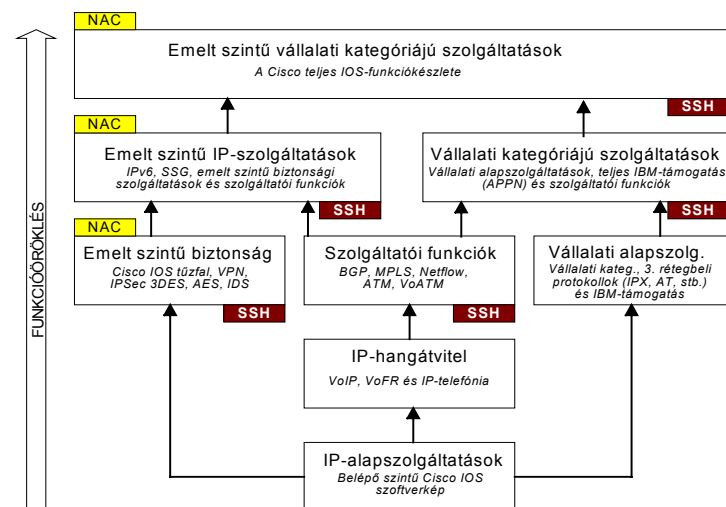 NAC
Emelt szintű vállalati kategóriájú szolgáltatások
A Cisco teljes IOS-funkciókészlete
SSH
NAC
Emelt szintű IP-szolgáltatások
IPv6, SSG, emelt szintű biztonsági
szolgáltatások és szolgáltatói funkciók
SSH
Vállalati kategóriájú szolgáltatások
Vállalati alapszolgáltatások, teljes IBM-támogatás
(APPN) és szolgáltatói funkciók
SSH
NAC
Emelt szintű biztonság
Cisco IOS tűzfal, VPN,
IPSec 3DES, AES, IDS
SSH
Szolgáltatói funkciók
BGP, MPLS, Netflow,
ATM, VoATM
SSH
Vállalati alapszolg.
Vállalati kateg., 3. rétegbeli
protokollok (IPX, AT, stb.)
és IBM-támogatás
IP-hangátvitel
VoIP, VoFR és IP-telefónia
IP-alapszolgáltatások
Belépő szintű Cisco IOS
szoftverkép
FUNKCIÓÖRÖKLÉS